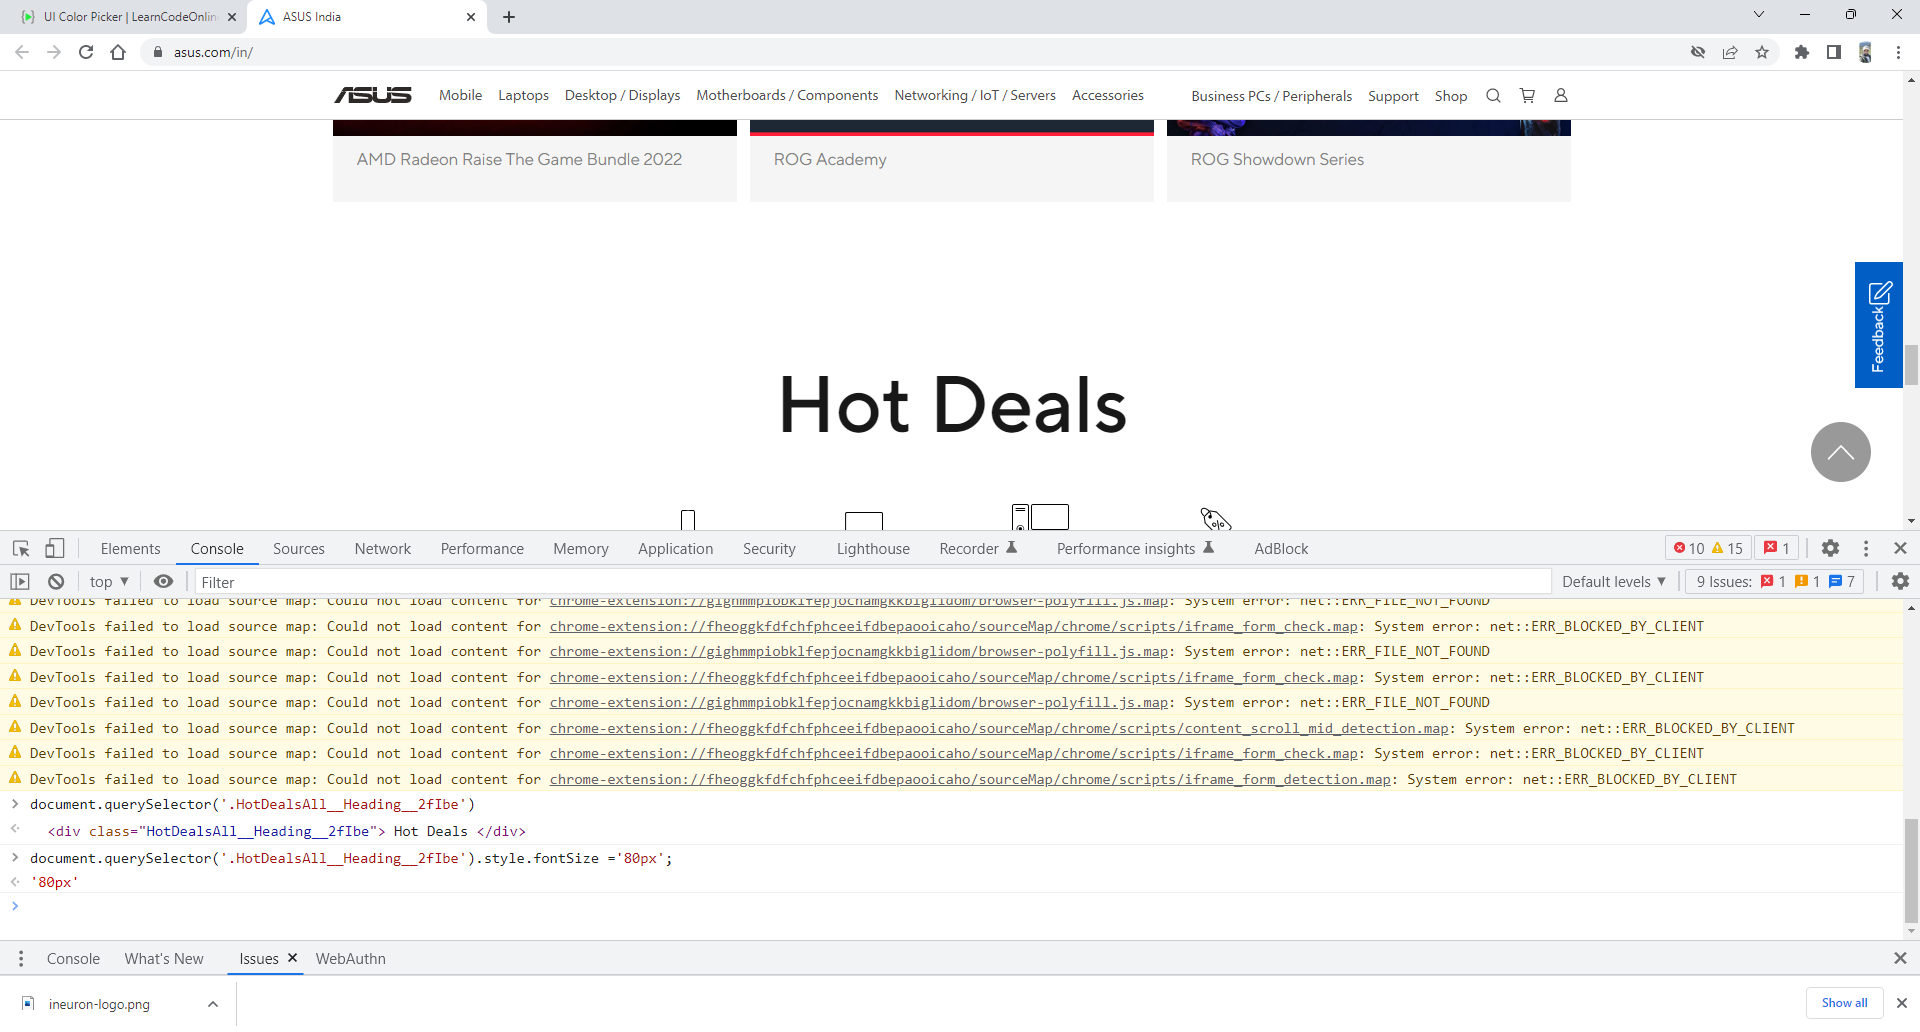 UI Color Picker | LearnCodeOnlin
ASUS India
asus.com/in/
ASUS
Mobile
Laptops
Desktop / Displays
Motherboards / Components
Networking / IoT / Servers
Accessories
Business PCs / Peripherals
Support
Shop
AMD Radeon Raise The Game Bundle 2022
ROG Academy
ROG Showdown Series
Feedback
Hot Deals
Elements
Console
Sources
Network
Performance
Memory
Application
Security
Lighthouse
Recorder
Performance insights
AdBlock
10
15
1
top
Filter
Default levels
9 Issues:
1
1
7
DevTools failed to load source map: Could not load content for chrome-extension://gighmmpiobklfepjocnamgkkbiglidom/browser-polyfill.js.map: System error: net::ERR_FILE_NOT_FOUND
DevTools failed to load source map: Could not load content for chrome-extension://fheoggkfdfchfphceeifdbepaooicaho/sourceMap/chrome/scripts/iframe_form_check.map: System error: net::ERR_BLOCKED_BY_CLIENT
DevTools failed to load source map: Could not load content for chrome-extension://gighmmpiobklfepjocnamgkkbiglidom/browser-polyfill.js.map: System error: net::ERR_FILE_NOT_FOUND
DevTools failed to load source map: Could not load content for chrome-extension://fheoggkfdfchfphceeifdbepaooicaho/sourceMap/chrome/scripts/iframe_form_check.map: System error: net::ERR_BLOCKED_BY_CLIENT
DevTools failed to load source map: Could not load content for chrome-extension://gighmmpiobklfepjocnamgkkbiglidom/browser-polyfill.js.map: System error: net::ERR_FILE_NOT_FOUND
DevTools failed to load source map: Could not load content for chrome-extension://fheoggkfdfchfphceeifdbepaooicaho/sourceMap/chrome/scripts/content_scroll_mid_detection.map: System error: net::ERR_BLOCKED_BY_CLIENT
DevTools failed to load source map: Could not load content for chrome-extension://fheoggkfdfchfphceeifdbepaooicaho/sourceMap/chrome/scripts/iframe_form_check.map: System error: net::ERR_BLOCKED_BY_CLIENT
DevTools failed to load source map: Could not load content for chrome-extension://fheoggkfdfchfphceeifdbepaooicaho/sourceMap/chrome/scripts/iframe_form_detection.map: System error: net::ERR_BLOCKED_BY_CLIENT
document.querySelector('.HotDealsAll__Heading__2fIbe')
<div class="HotDealsAll__Heading__2fIbe"> Hot Deals </div>
document.querySelector('.HotDealsAll__Heading__2fIbe').style.fontSize ='80px';
'80px'
Console
What's New
Issues
WebAuthn
ineuron-logo.png
Show all